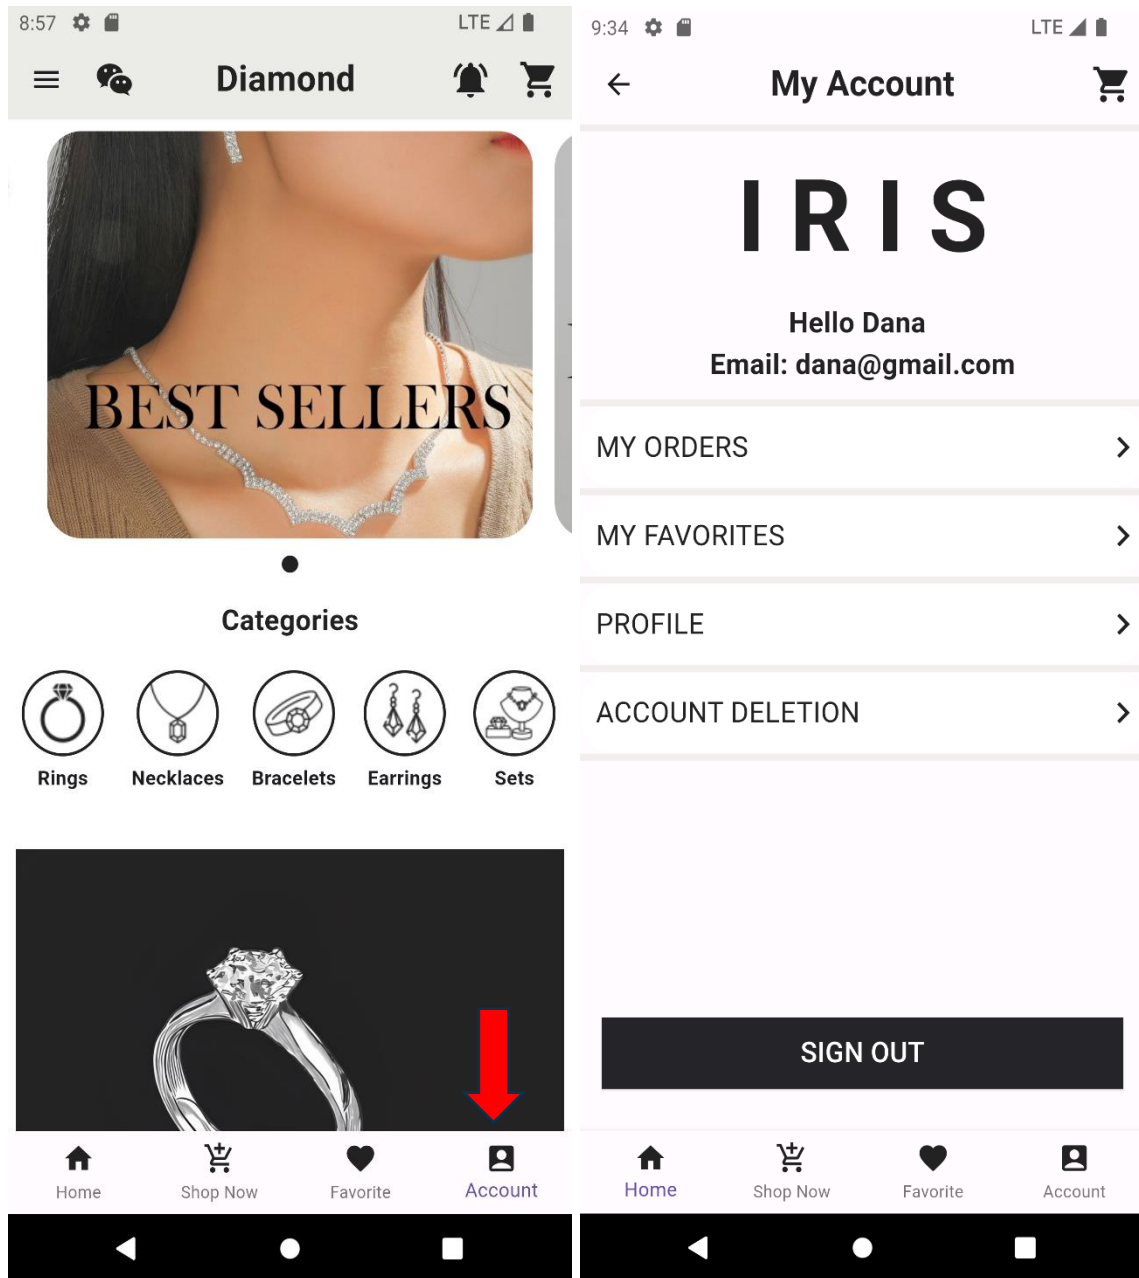 8:57
LTE
Diamond
BEST SELLERS
Categories
Rings
Necklaces
Bracelets
Earrings
Sets
Home
Shop Now
Favorite
Account
9:34
LTE
My Account
IRIS
Hello Dana
Email: dana@gmail.com
MY ORDERS
MY FAVORITES
PROFILE
ACCOUNT DELETION
SIGN OUT
Home
Shop Now
Favorite
Account